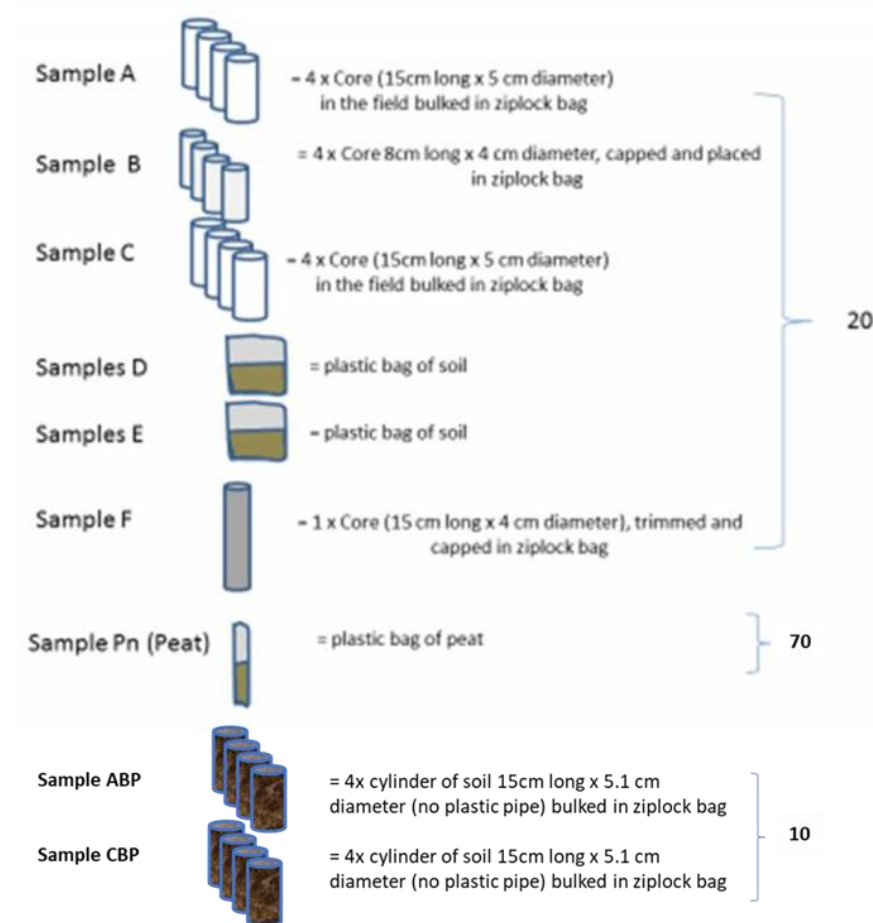 Sample A
– 4 x Core (15cm long x 5 cm diameter)
in the field bulked in ziplock bag
Sample B
= 4 x Core 8cm long x 4 cm diameter, capped and placed
in ziplock bag
Sample C
– 4 x Core (15cm long x 5 cm diameter)
in the field bulked in ziplock bag
20
Samples D
= plastic bag of soil
Samples E
– plastic bag of soil
Sample F
– 1 x Core (15 cm long x 4 cm diameter), trimmed and
capped in ziplock bag
Sample Pn (Peat)
= plastic bag of peat
70
Sample ABP
= 4x cylinder of soil 15cm long x 5.1 cm
diameter (no plastic pipe) bulked in ziplock bag
10
Sample CBP
= 4x cylinder of soil 15cm long x 5.1 cm
diameter (no plastic pipe) bulked in ziplock bag